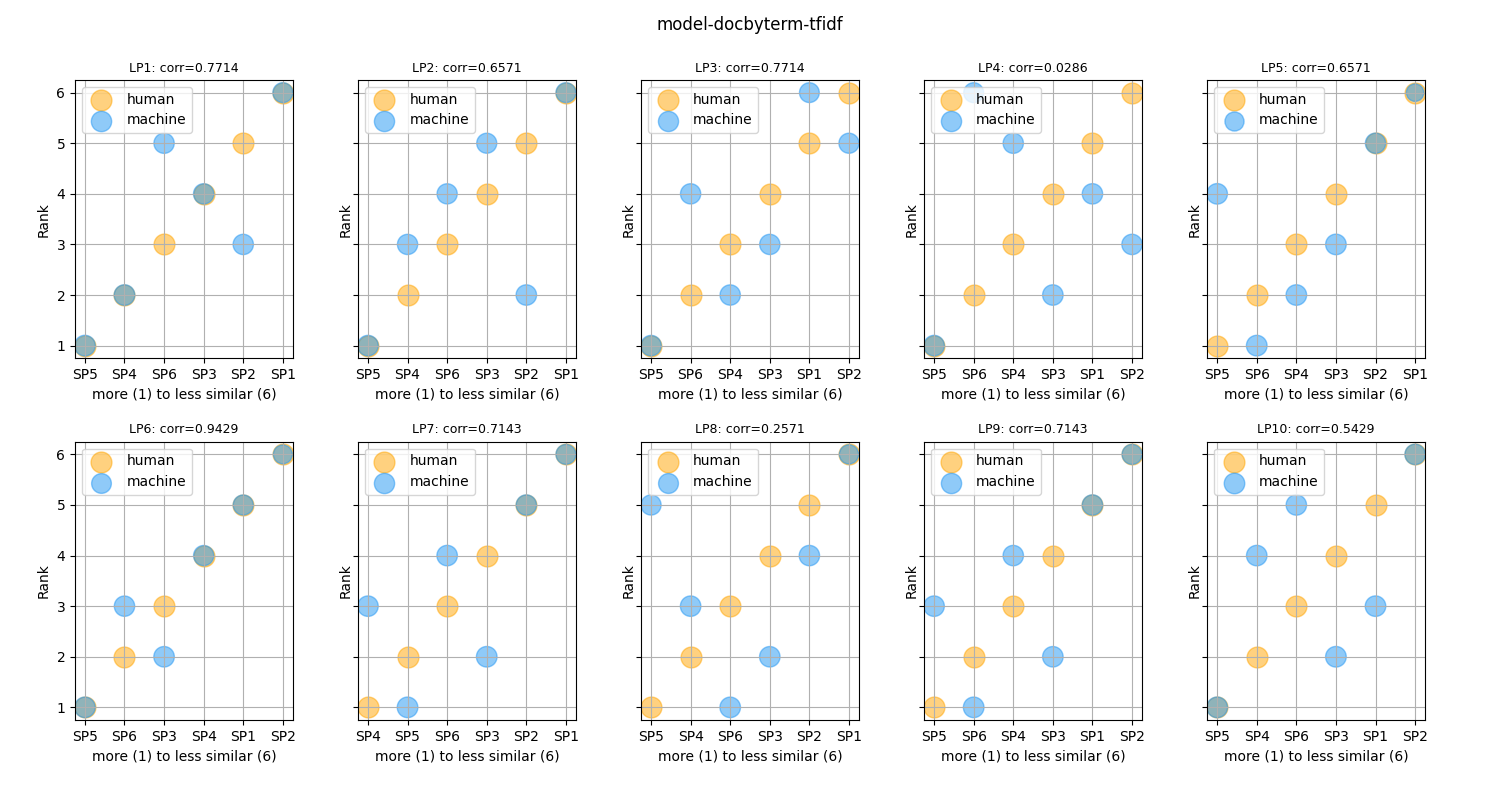 model-docbyterm-tfidf
LP1: corr=0.7714
human
machine
Rank
6
5
4
3
2
1
SP5 SP4 SP6 SP3 SP2 SP1
more (1) to less similar (6)
LP2: corr=0.6571
human
machine
Rank
SP5 SP4 SP6 SP3 SP2 SP1
more (1) to less similar (6)
LP3: corr=0.7714
human
machine
Rank
SP5 SP6 SP4 SP3 SP1 SP2
more (1) to less similar (6)
LP4: corr=0.0286
human
machine
Rank
SP5 SP6 SP4 SP3 SP1 SP2
more (1) to less similar (6)
LP5: corr=0.6571
human
machine
Rank
SP5 SP4 SP6 SP3 SP2 SP1
more (1) to less similar (6)
LP6: corr=0.9429
human
machine
Rank
6
5
4
3
2
1
SP5 SP6 SP3 SP4 SP1 SP2
more (1) to less similar (6)
LP7: corr=0.7143
human
machine
Rank
SP4 SP5 SP6 SP3 SP2 SP1
more (1) to less similar (6)
LP8: corr=0.2571
human
machine
Rank
SP5 SP4 SP6 SP3 SP2 SP1
more (1) to less similar (6)
LP9: corr=0.7143
human
machine
Rank
SP5 SP6 SP4 SP3 SP1 SP2
more (1) to less similar (6)
LP10: corr=0.5429
human
machine
Rank
SP5 SP4 SP6 SP3 SP1 SP2
more (1) to less similar (6)